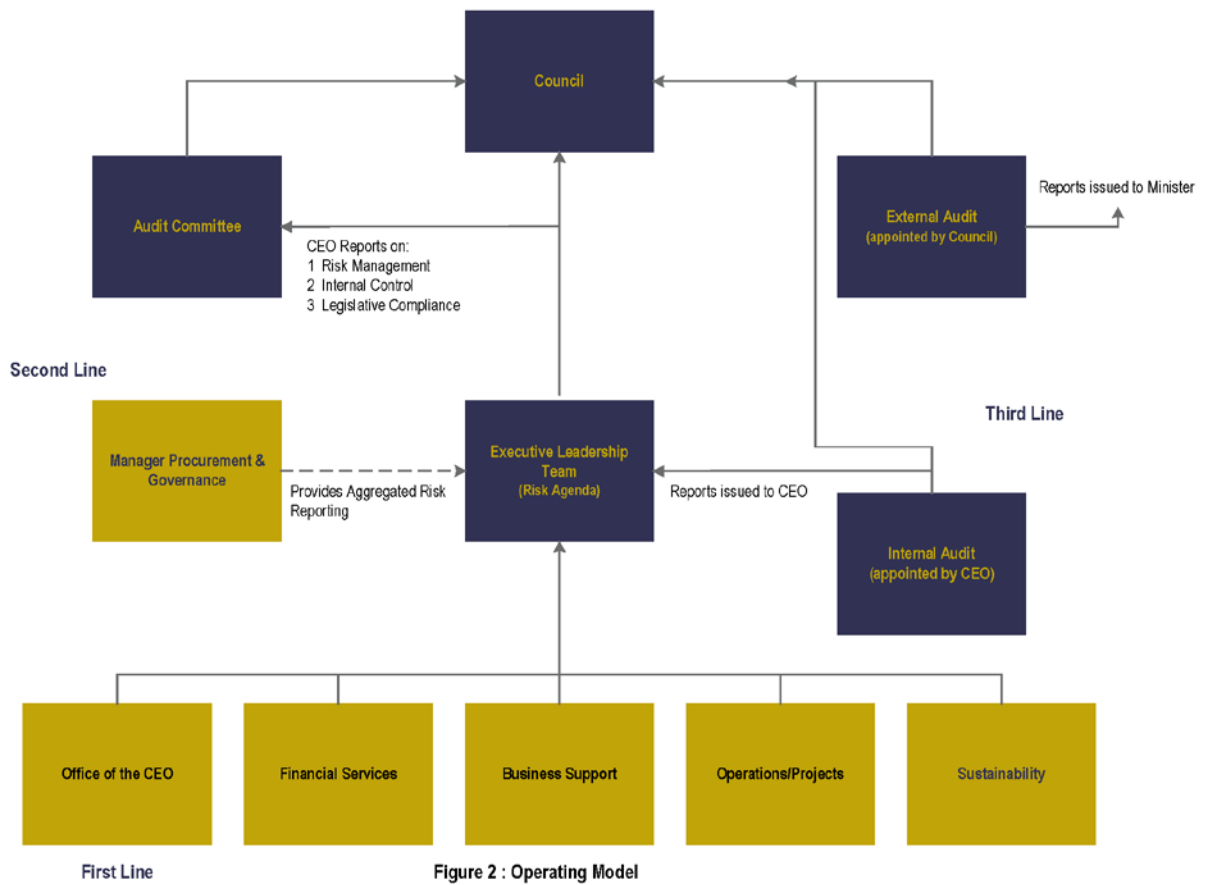 Council
Audit Committee
External Audit
(appointed by Council)
Reports issued to Minister
CEO Reports on:
1 Risk Management
2 Internal Control
3 Legislative Compliance
Second Line
Third Line
Manager Procurement &
Governance
Provides Aggregated Risk
Reporting
Executive Leadership
Team
(Risk Agenda)
Reports issued to CEO
Internal Audit
(appointed by CEO)
Office of the CEO
Financial Services
Business Support
Operations/Projects
Sustainability
First Line
Figure 2 : Operating Model